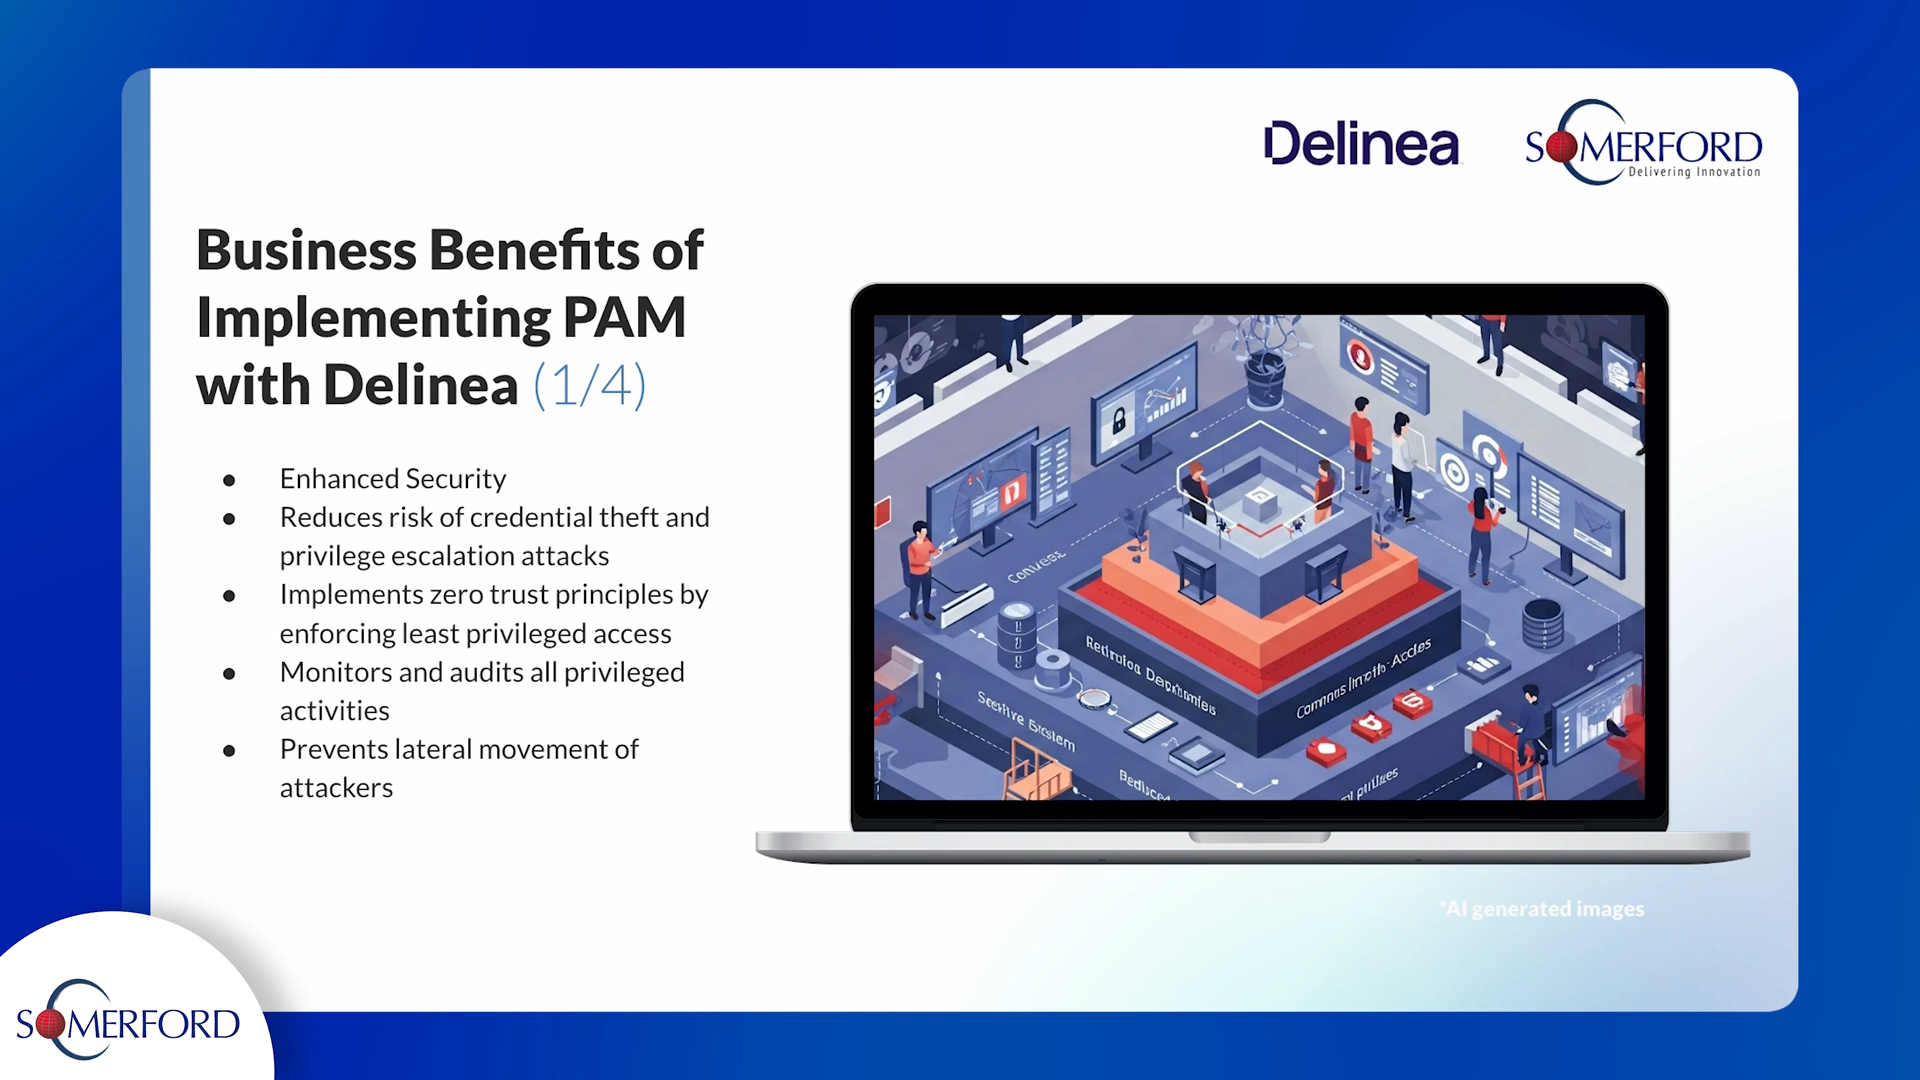 Delinea
SOMERFORD
Delivering Innovation
Business Benefits of
Implementing PAM
with Delinea (1/4)
● Enhanced Security
● Reduces risk of credential theft and
privilege escalation attacks
● Implements zero trust principles by
enforcing least privileged access
● Monitors and audits all privileged
activities
● Prevents lateral movement of
attackers
*AI generated images
SOMERFORD